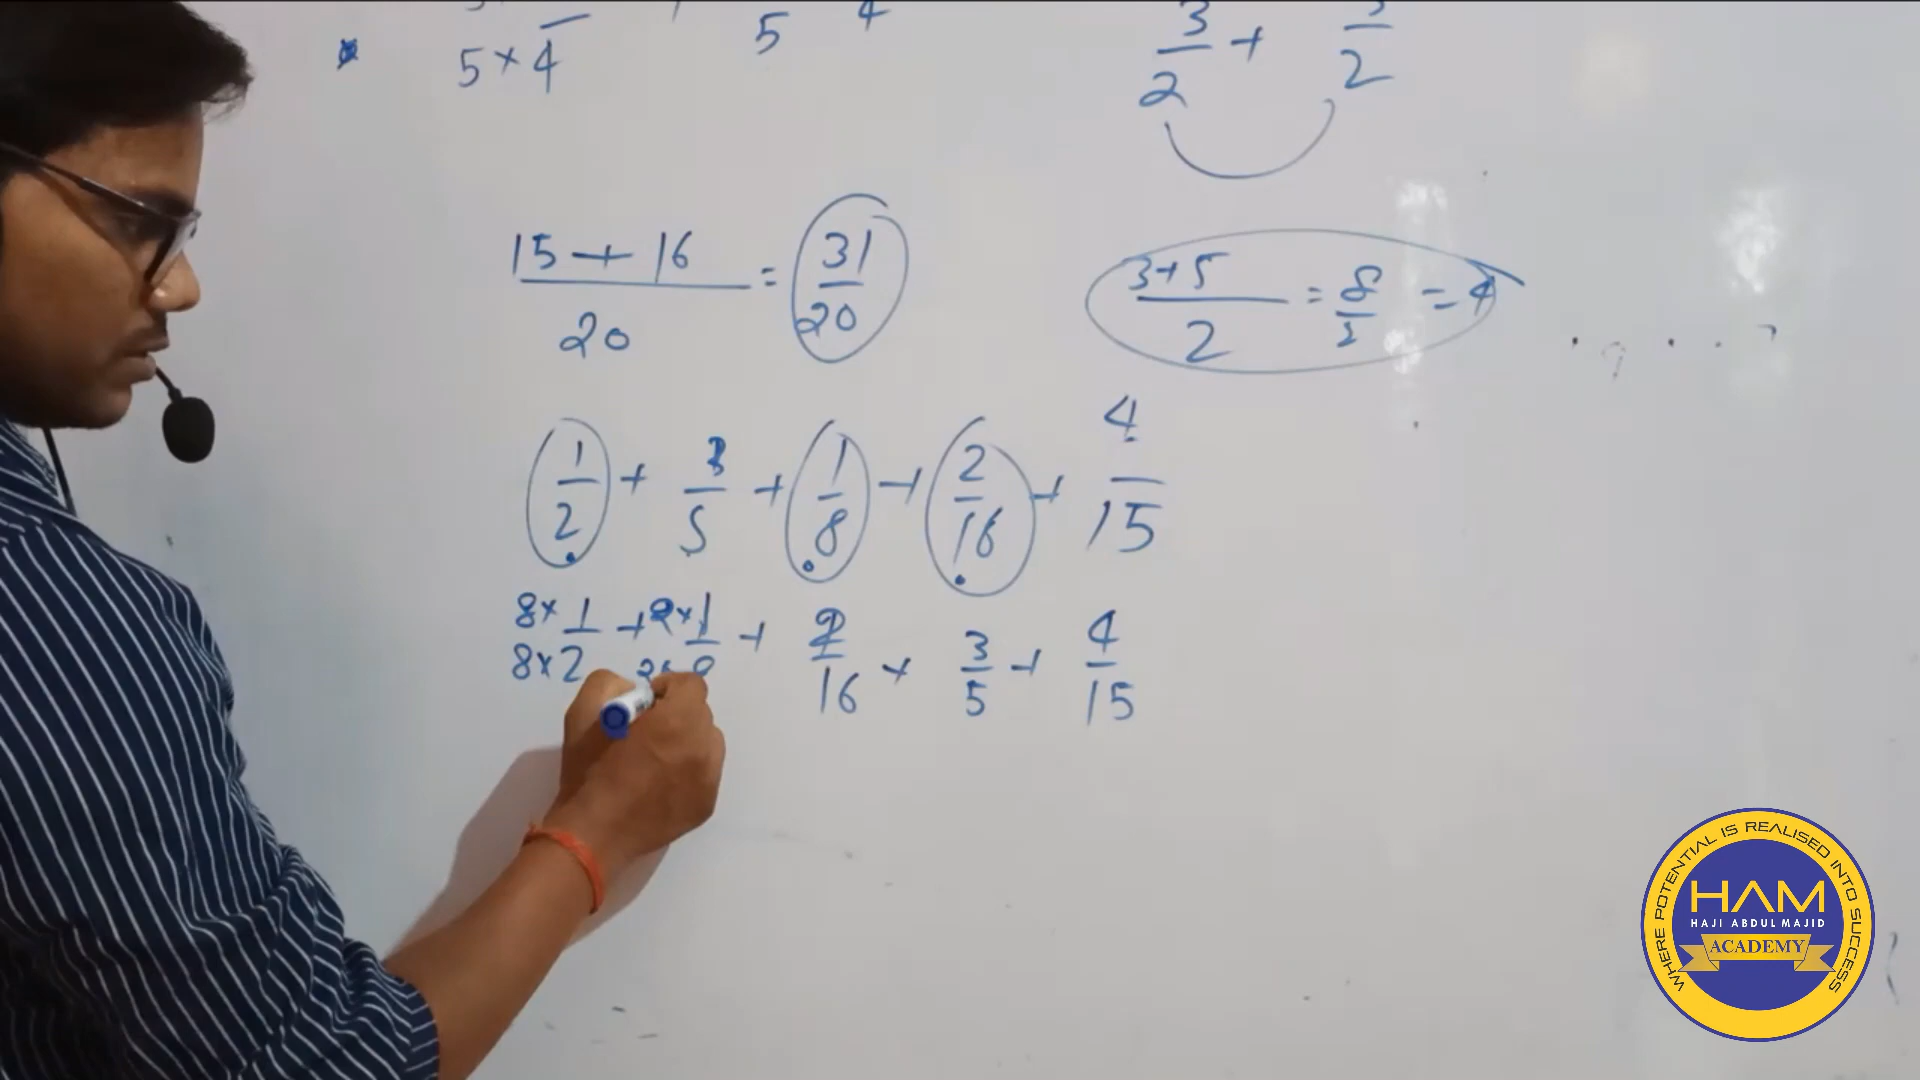 5 × 4 5 4 3/2 + /2
(15 + 16)/20 = 31/20 (3+5)/2 = 8/2 = 4
1/2 + 3/5 + 1/8 + 2/16 + 4/15
(8×1)/(8×2) + (2×1)/(2×8) + 2/16 + 3/5 + 4/15
WHERE POTENTIAL IS REALISED INTO SUCCESS
HAM
HAJI ABDUL MAJID
ACADEMY